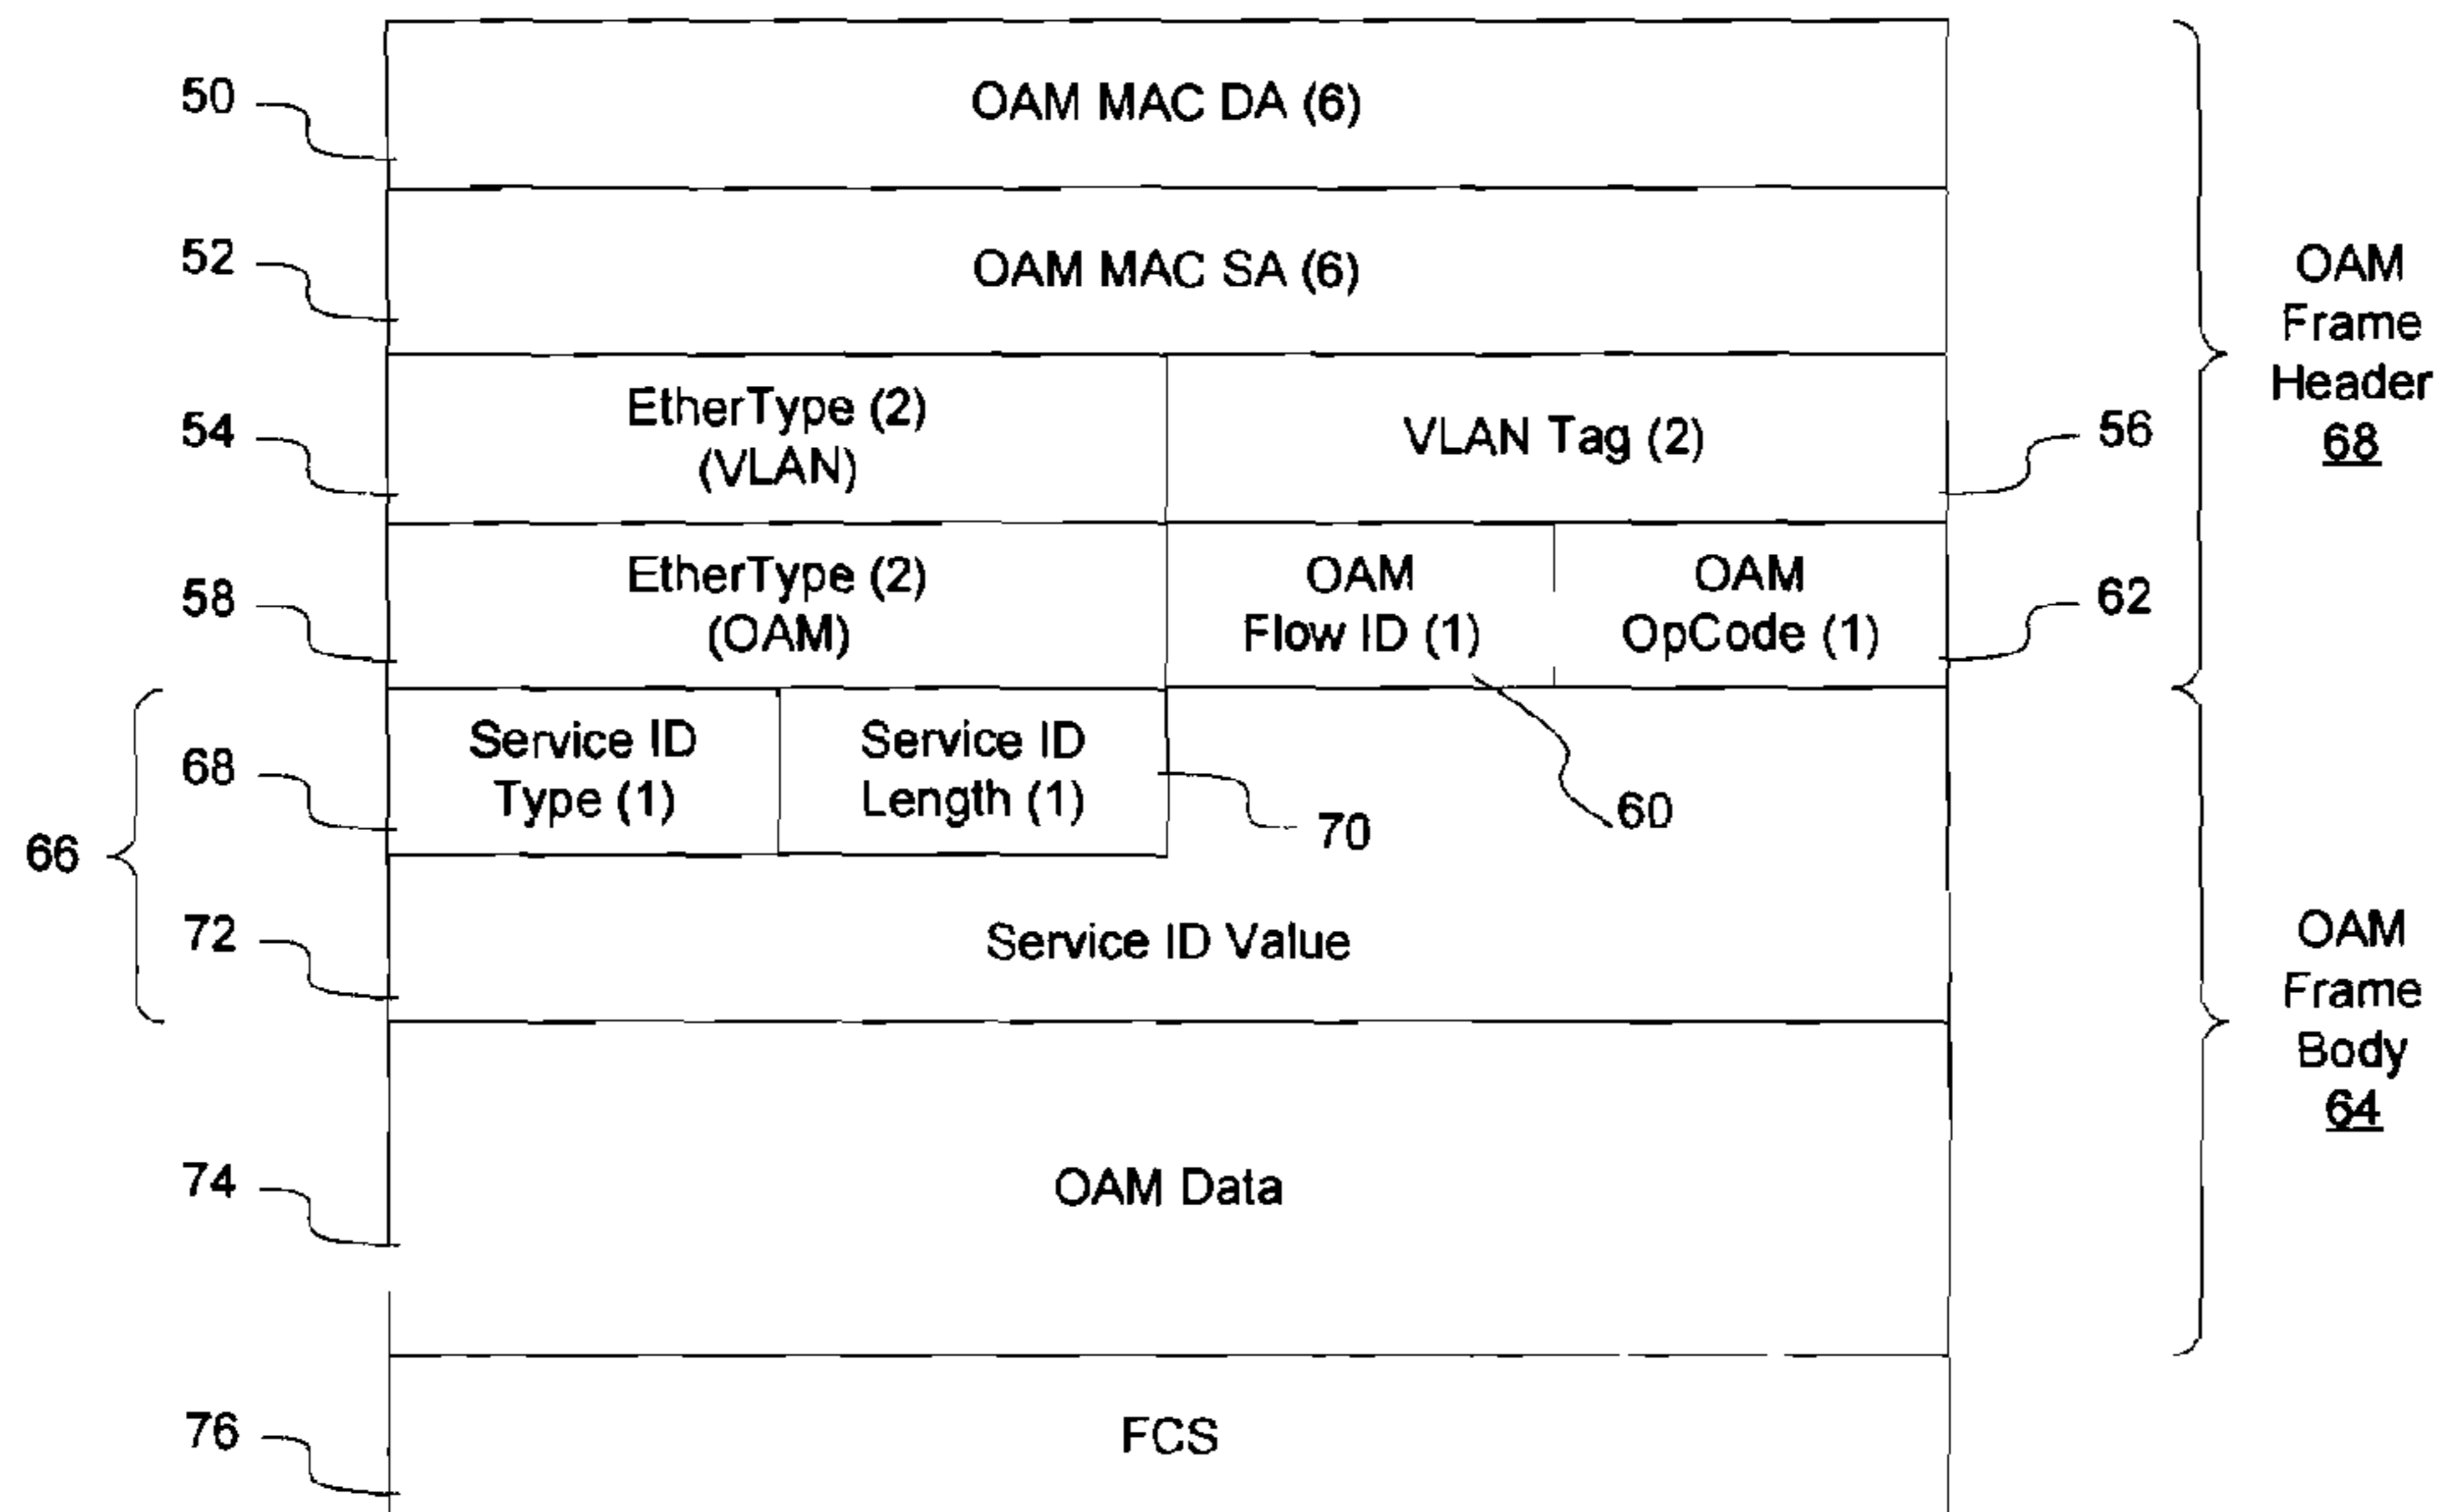 50
OAM MAC DA (6)
52
OAM MAC SA (6)
OAM
Frame
Header
68
54
EtherType (2)
(VLAN)
VLAN Tag (2)
56
58
EtherType (2)
(OAM)
OAM
Flow ID (1)
OAM
OpCode (1)
62
66
68
Service ID
Type (1)
Service ID
Length (1)
70
60
72
Service ID Value
OAM
Frame
Body
64
74
OAM Data
76
FCS